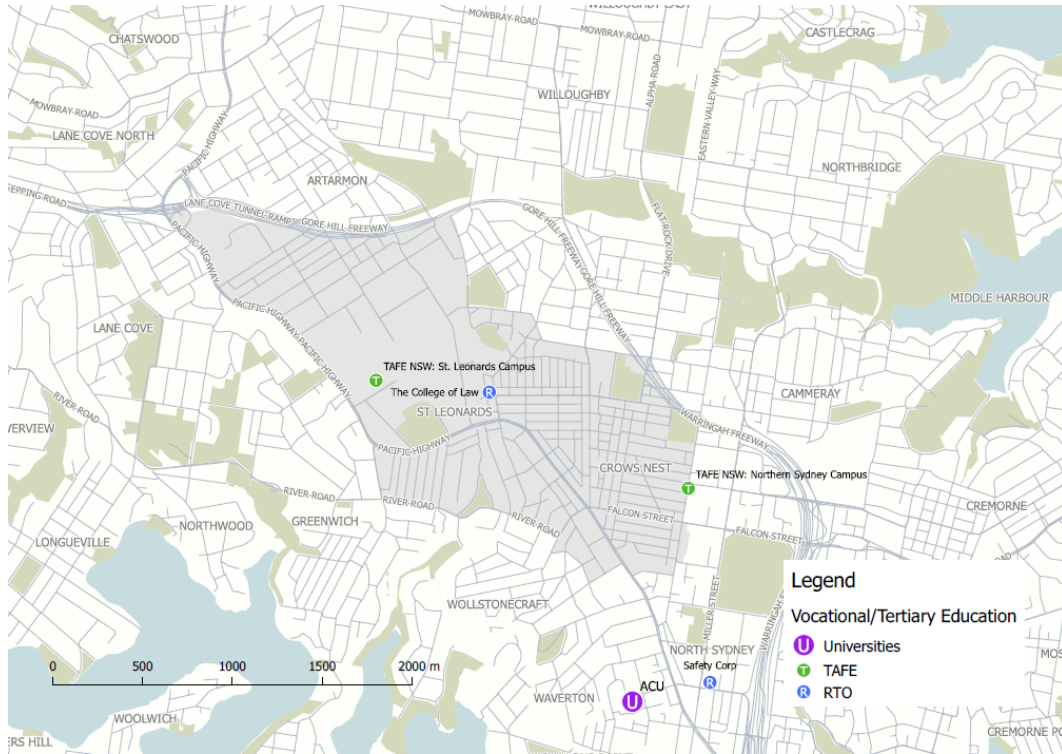 WILLOUGHBY EAST
MOWBRAY ROAD
CHATSWOOD
CASTLECRAG
MOWBRAY-ROAD
ALPHA-ROAD
EASTERN-VALLEY-WAY
WILLOUGHBY
MOWBRAY-ROAD
LANE COVE NORTH
PACIFIC-HIGHWAY
NORTHBRIDGE
ARTARMON
EPPING-ROAD
LANE COVE-TUNNEL-RAMP
GORE HILL-FREEWAY
GORE-HILL-FREEWAY
GORE-HILL-FREEWAY
FLAT-ROCK-DRIVE
PACIFIC-HIGHWAY
MIDDLE HARBOUR
PACIFIC-HIGHWAY
PACIFIC-HIGHWAY
LANE COVE
TAFE NSW: St. Leonards Campus
The College of Law
ST LEONARDS
RIVER-ROAD
CAMMERAY
WARRINGAH-FREEWAY
PACIFIC-HIGHWAY
CROWS NEST
TAFE NSW: Northern Sydney Campus
RIVER-ROAD
RIVER-ROAD
RIVER-ROAD
FALCON-STREET
FALCON-STREET
CREMORNE
NORTHWOOD
GREENWICH
LONGUEVILLE
WOLLSTONECRAFT
MILLER-STREET
NORTH SYDNEY
Safety Corp
0 500 1000 1500 2000 m
WAVERTON
ACU
WOOLWICH
Legend
Vocational/Tertiary Education
U Universities
T TAFE
R RTO